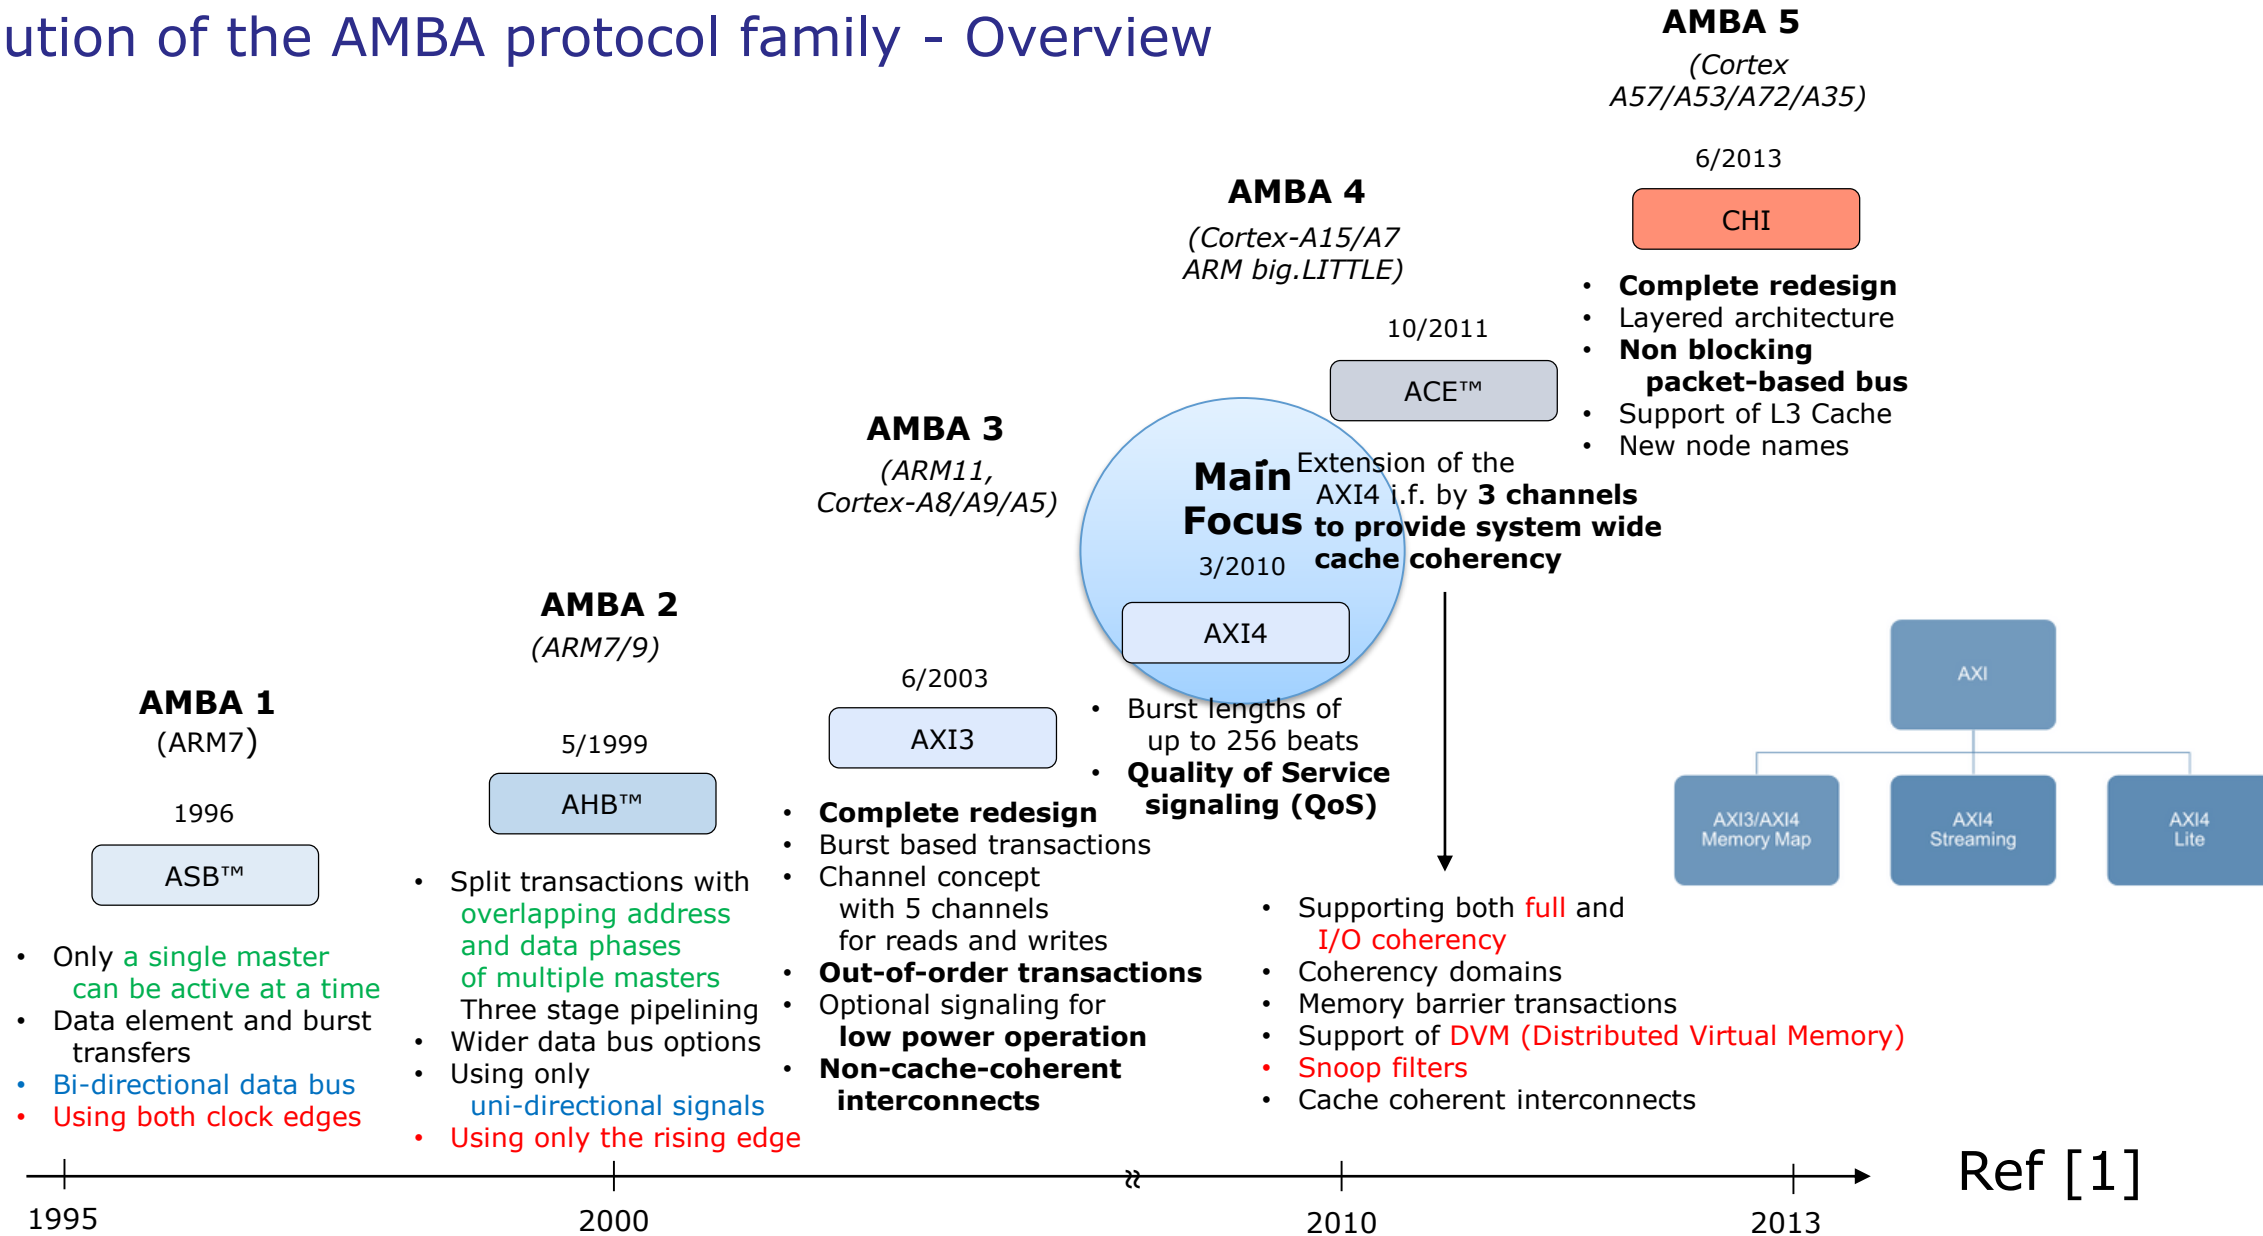 ution of the AMBA protocol family - Overview
AMBA 5
(Cortex
A57/A53/A72/A35)
6/2013
CHI
• Complete redesign
• Layered architecture
• Non blocking
packet-based bus
• Support of L3 Cache
• New node names
AMBA 4
(Cortex-A15/A7
ARM big.LITTLE)
10/2011
ACE™
• Extension of the
AXI4 i.f. by 3 channels
to provide system wide
cache coherency
Main
Focus
3/2010
AXI4
• Burst lengths of
up to 256 beats
• Quality of Service
signaling (QoS)
• Supporting both full and
I/O coherency
• Coherency domains
• Memory barrier transactions
• Support of DVM (Distributed Virtual Memory)
• Snoop filters
• Cache coherent interconnects
AMBA 3
(ARM11,
Cortex-A8/A9/A5)
6/2003
AXI3
• Complete redesign
• Burst based transactions
• Channel concept
with 5 channels
for reads and writes
• Out-of-order transactions
• Optional signaling for
low power operation
• Non-cache-coherent
interconnects
AMBA 2
(ARM7/9)
5/1999
AHB™
• Split transactions with
overlapping address
and data phases
of multiple masters
Three stage pipelining
• Wider data bus options
• Using only
uni-directional signals
• Using only the rising edge
AMBA 1
(ARM7)
1996
ASB™
• Only a single master
can be active at a time
• Data element and burst
transfers
• Bi-directional data bus
• Using both clock edges
AXI
AXI3/AXI4
Memory Map
AXI4
Streaming
AXI4
Lite
≈
1995
2000
2010
2013
Ref [1]